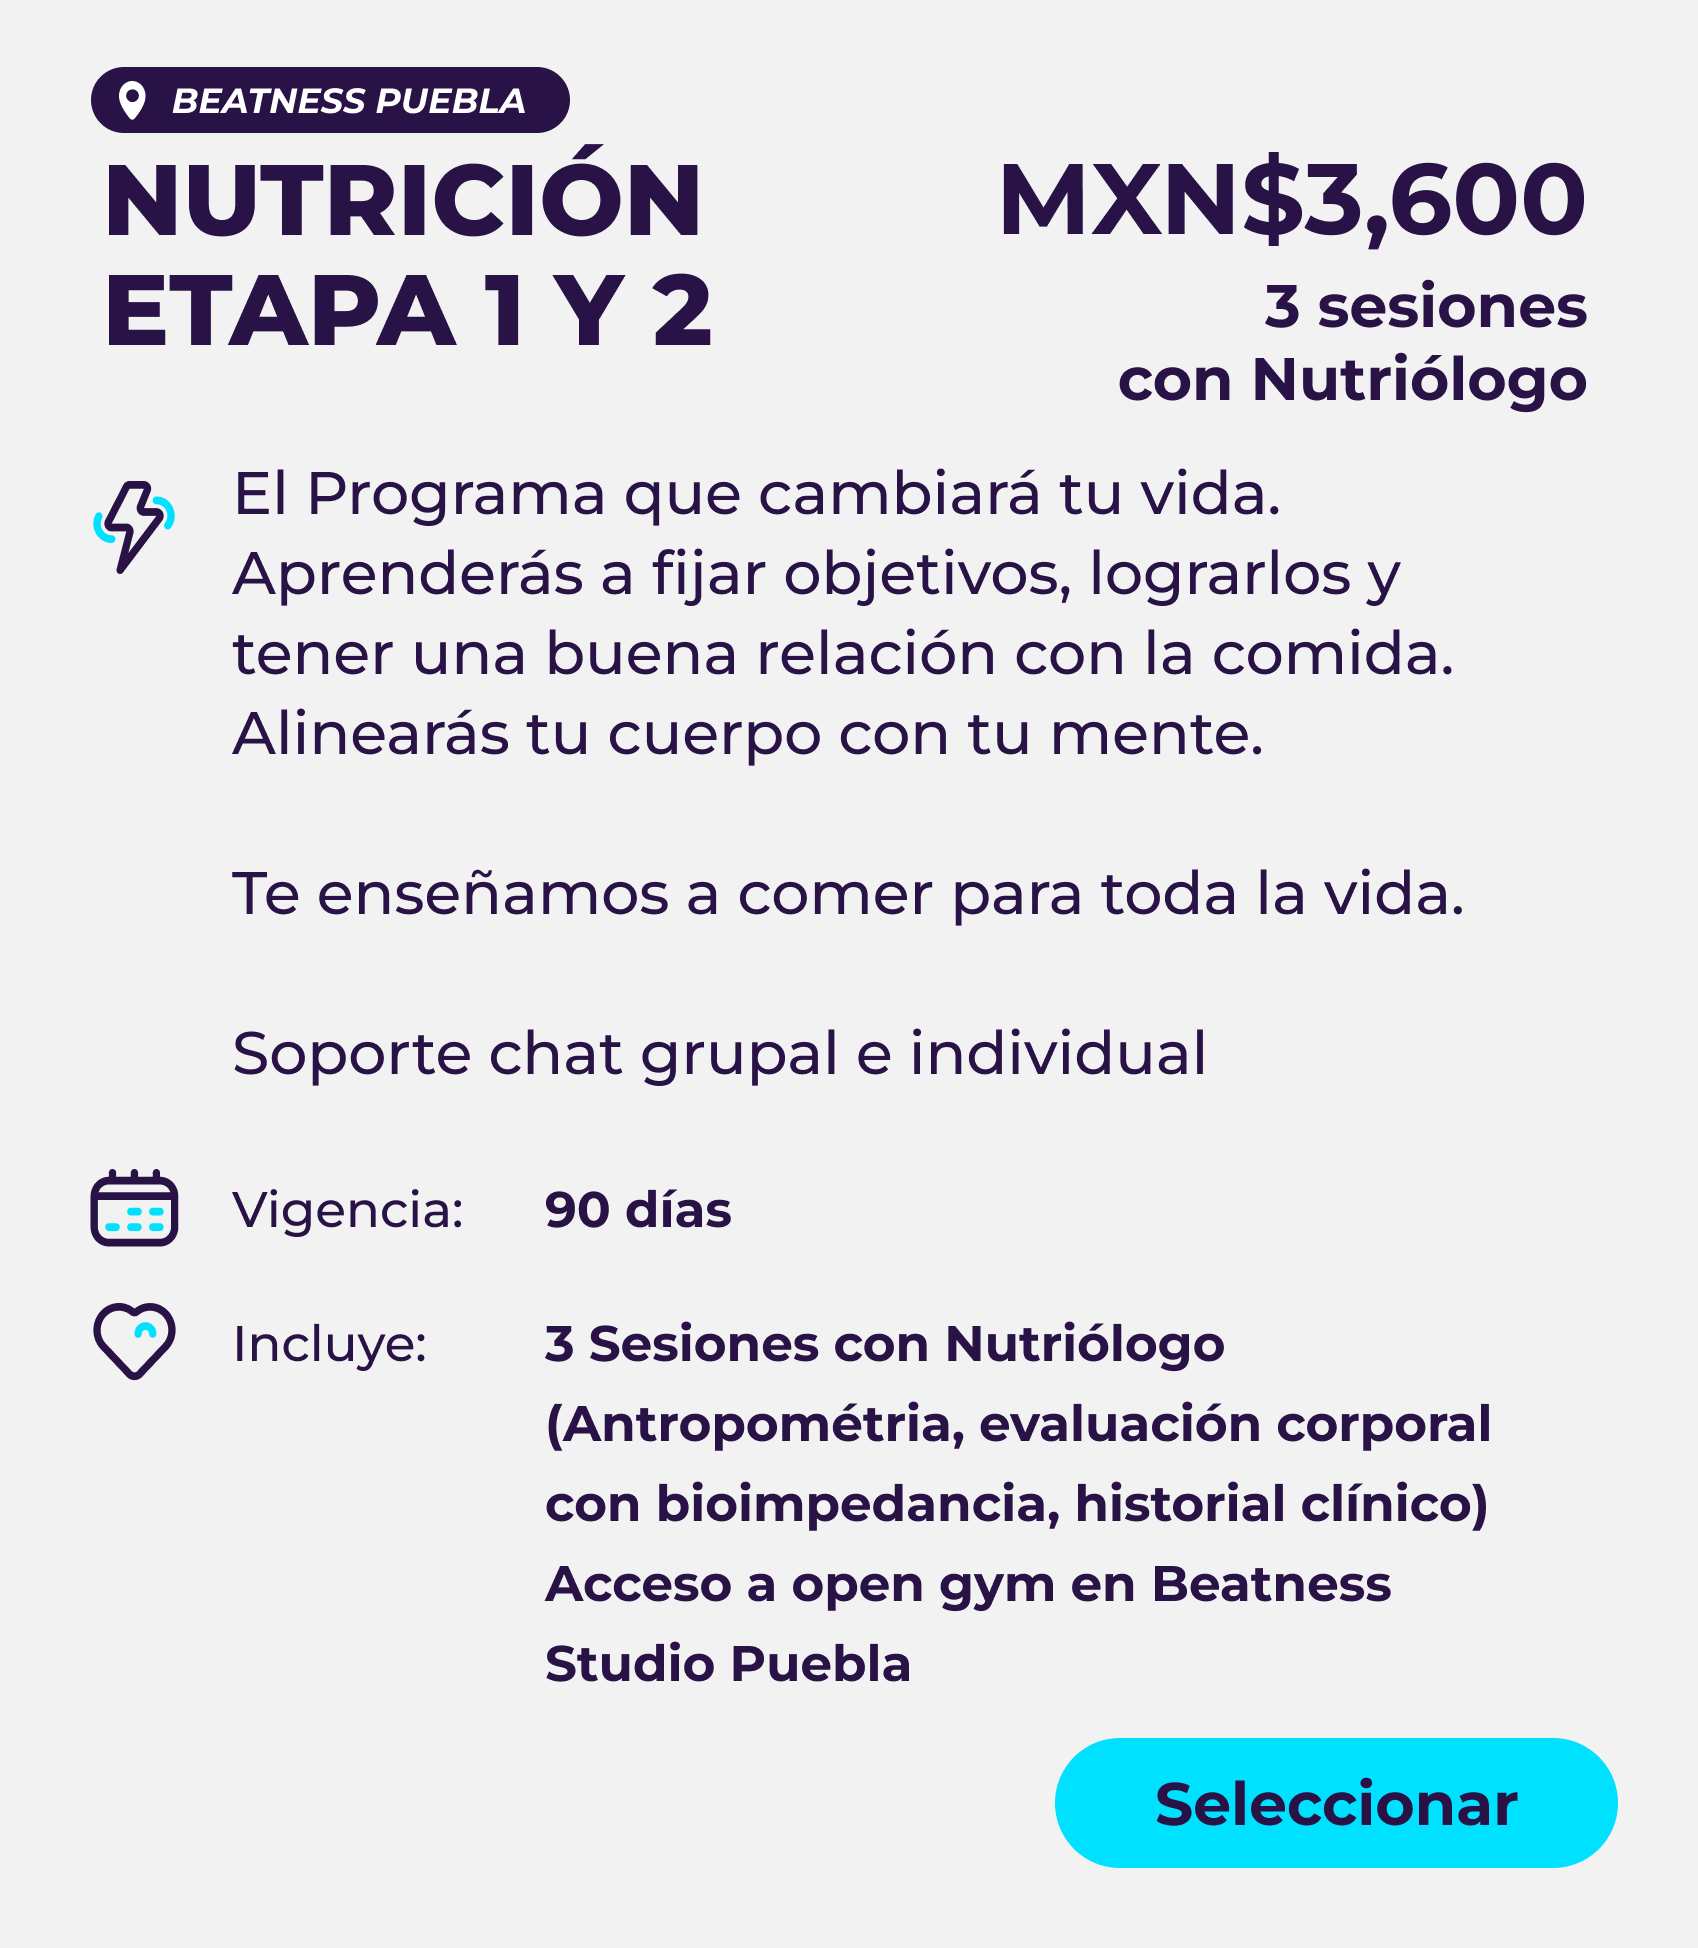 BEATNESS PUEBLA
NUTRICIÓN
ETAPA 1 Y 2
MXN$3,600
3 sesiones
con Nutriólogo
El Programa que cambiará tu vida.
Aprenderás a fijar objetivos, lograrlos y
tener una buena relación con la comida.
Alinearás tu cuerpo con tu mente.
Te enseñamos a comer para toda la vida.
Soporte chat grupal e individual
Vigencia: 90 días
Incluye: 3 Sesiones con Nutriólogo
(Antropométria, evaluación corporal
con bioimpedancia, historial clínico)
Acceso a open gym en Beatness
Studio Puebla
Seleccionar